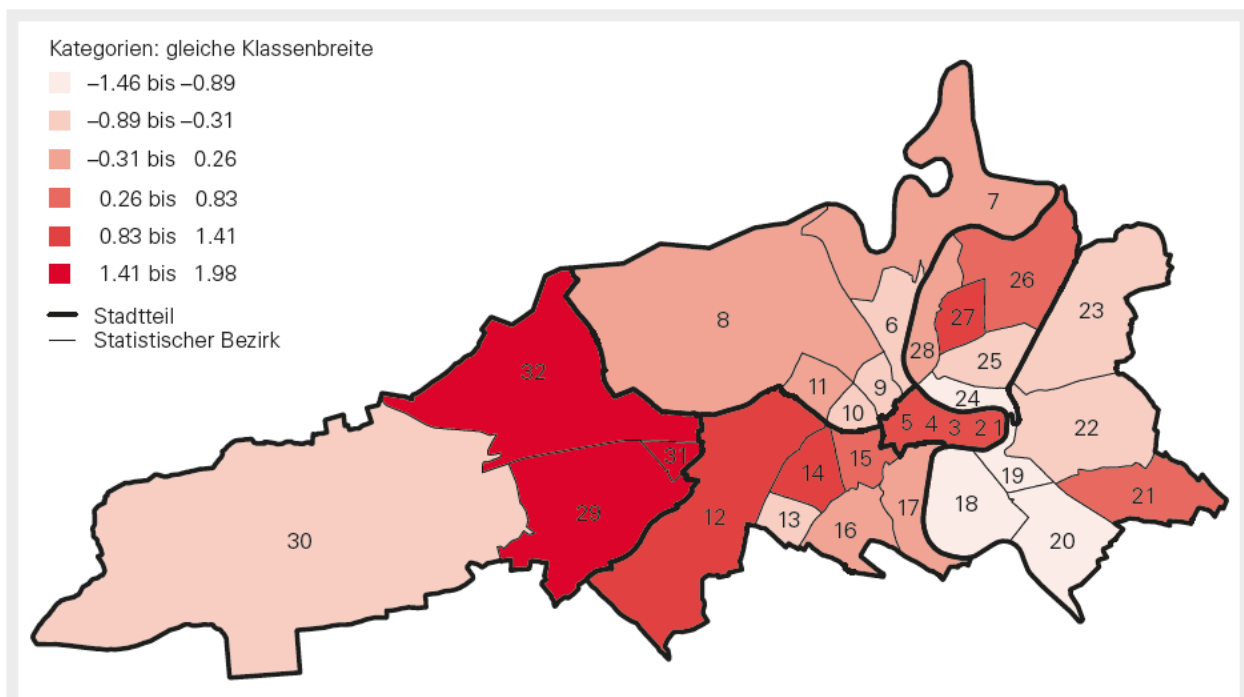 Kategorien: gleiche Klassenbreite
–1.46 bis –0.89
–0.89 bis –0.31
–0.31 bis 0.26
0.26 bis 0.83
0.83 bis 1.41
1.41 bis 1.98
Stadtteil
Statistischer Bezirk
7
26
23
8
6
27
28
25
32
11
9
24
10
5 4 3 2 1
22
31
15
14
19
21
29
12
13
17
18
16
30
20